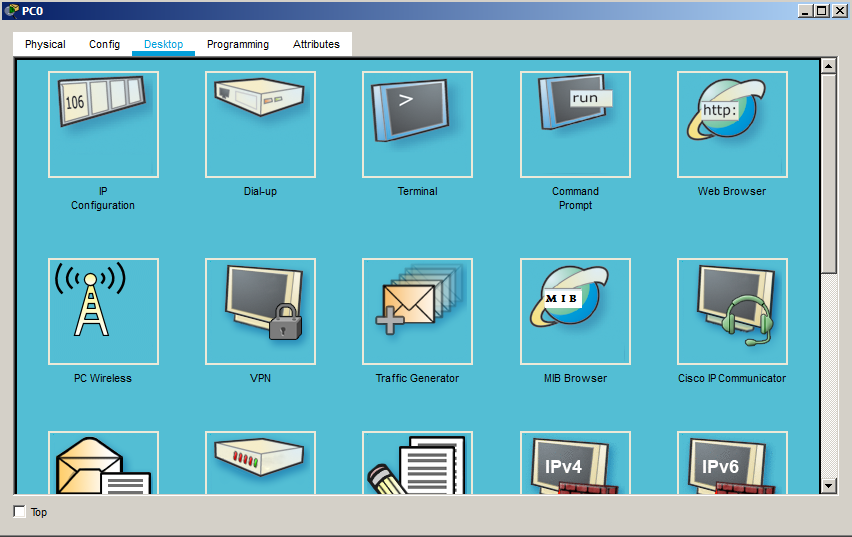 PC0
Physical Config Desktop Programming Attributes
106
>
run
http:
IP
Configuration
Dial-up
Terminal
Command
Prompt
Web Browser
MIB
PC Wireless
VPN
Traffic Generator
MIB Browser
Cisco IP Communicator
IPv4
IPv6
Top